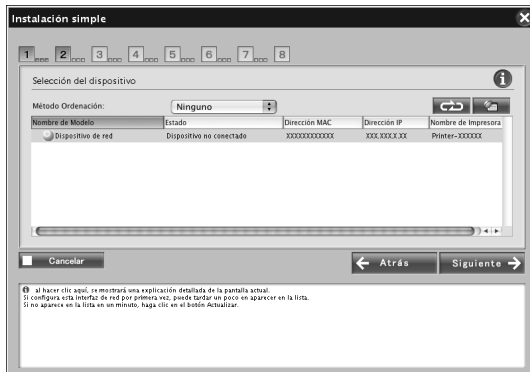 Instalación simple
1 2 3 4 5 6 7 8
Selección del dispositivo
Método Ordenación: Ninguno
Nombre de Modelo Estado Dirección MAC Dirección IP Nombre de Impresora
Dispositivo de red Dispositivo no conectado XXXXXXXXXXXX XXX.XXX.X.XX Printer-XXXXXX
Cancelar Atrás Siguiente
al hacer clic aquí, se mostrará una explicación detallada de la pantalla actual.
Si configura esta interfaz de red por primera vez, puede tardar un poco en aparecer en la lista.
Si no aparece en la lista en un minuto, haga clic en el botón Actualizar.